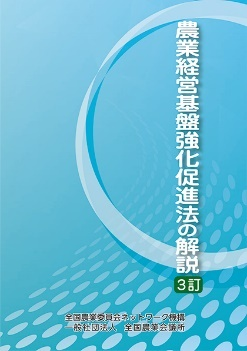 農業経営基盤強化促進法の解説
3訂
全国農業委員会ネットワーク機構
一般社団法人 全国農業会議所